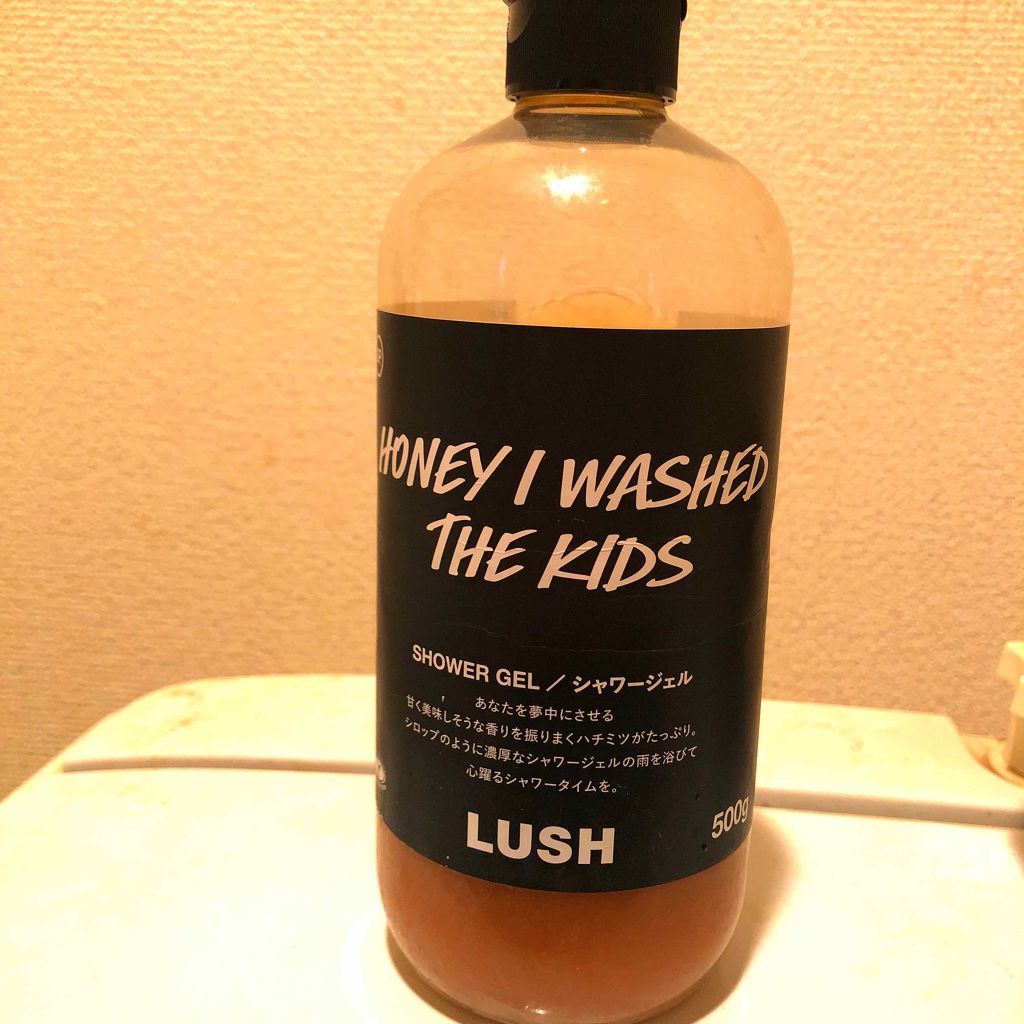 HONEY I WASHED
THE KIDS
SHOWER GEL / シャワージェル
あなたを夢中にさせる
甘く美味しそうな香りを振りまくハチミツがたっぷり。
シロップのように濃厚なシャワージェルの雨を浴びて
心躍るシャワータイムを。
LUSH
500g